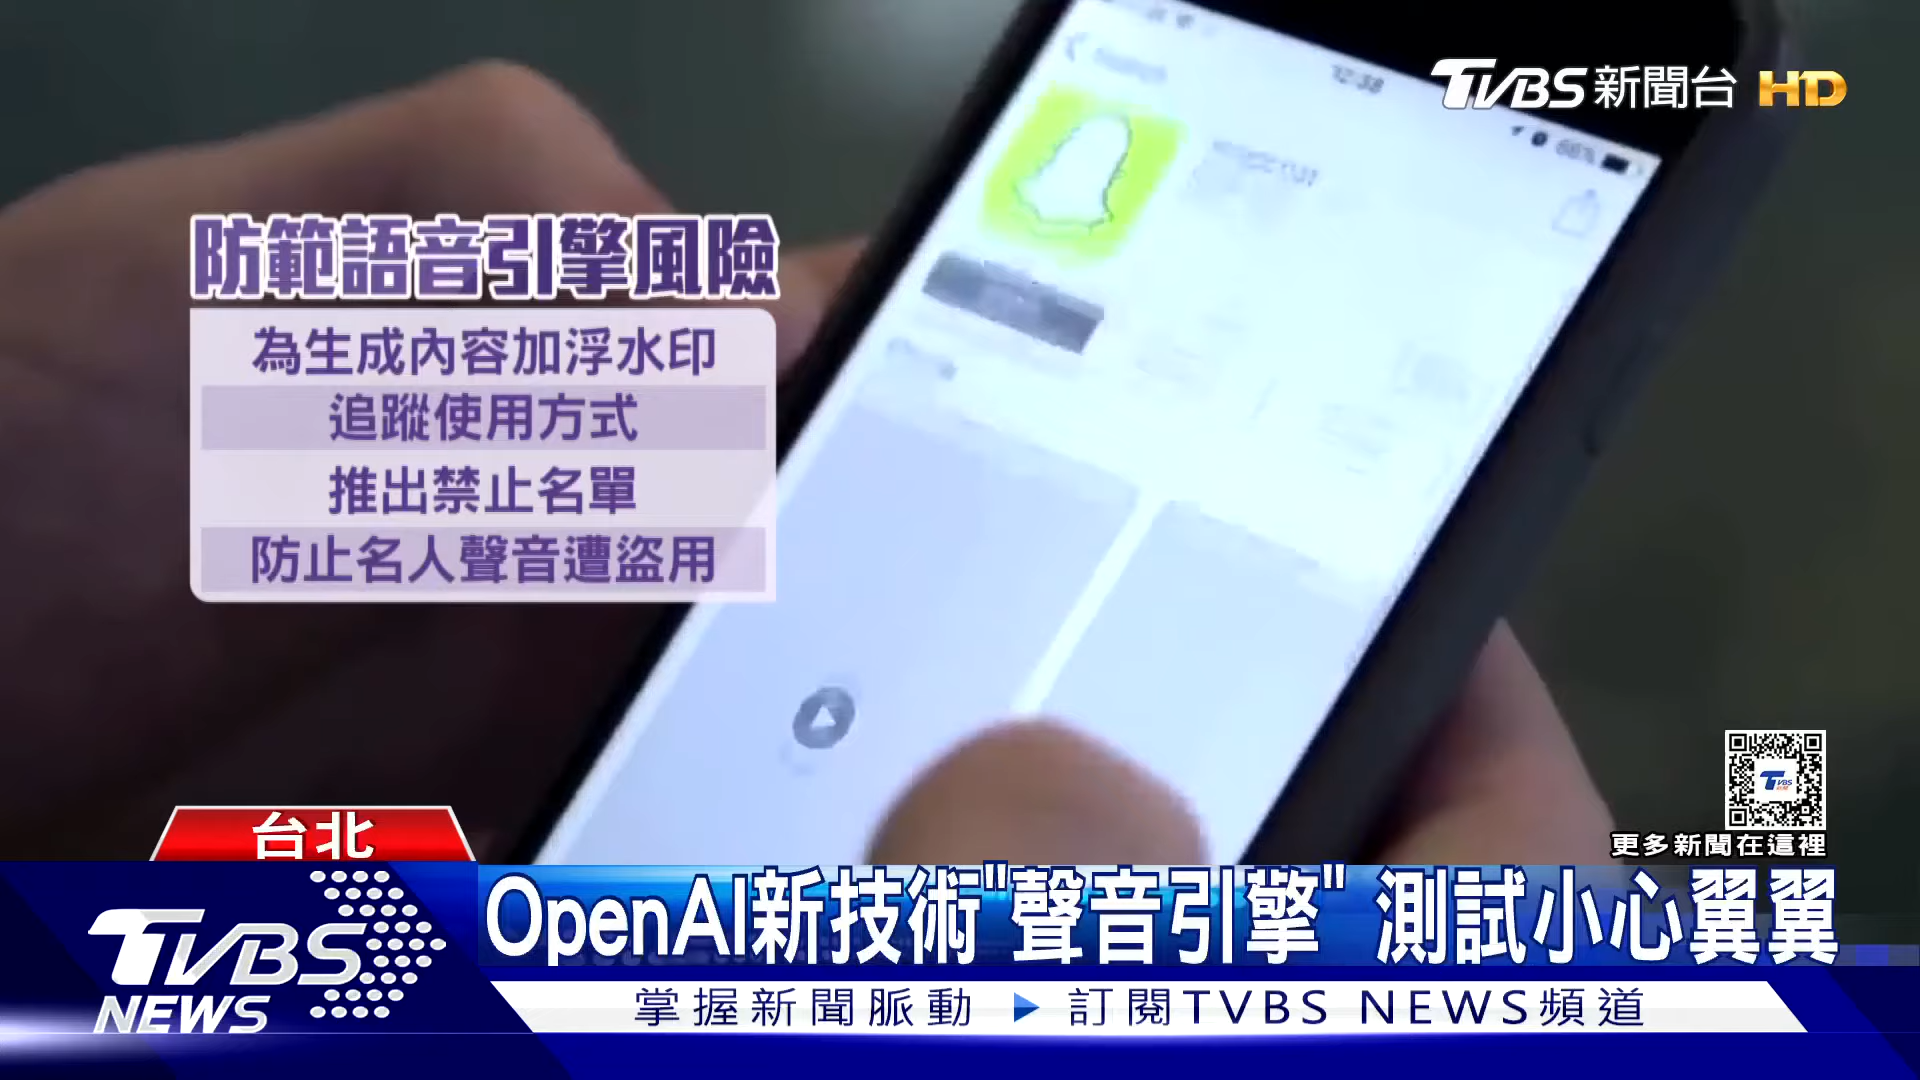 TVBS新聞台 HD
12:38
66%
防範語音引擎風險
為生成內容加浮水印
追蹤使用方式
推出禁止名單
防止名人聲音遭盜用
TVBS
更多新聞在這裡
台北
OpenAI新技術"聲音引擎" 測試小心翼翼
TVBS NEWS
掌握新聞脈動 ▶ 訂閱TVBS NEWS頻道